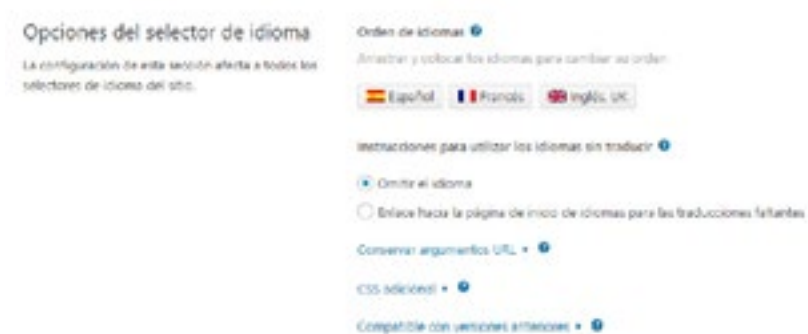 Opciones del selector de idioma
La configuración de esta sección afecta a todos los
selectores de idioma del sitio.
Orden de idiomas
Arrastrar y colocar los idiomas para cambiar su orden
Español Francés Inglés, UK
Instrucciones para utilizar los idiomas sin traducir
Omitir el idioma
Enlace hacia la página de inicio de idiomas para las traducciones faltantes
Conservar argumentos URL
CSS adicional
Compatible con versiones anteriores